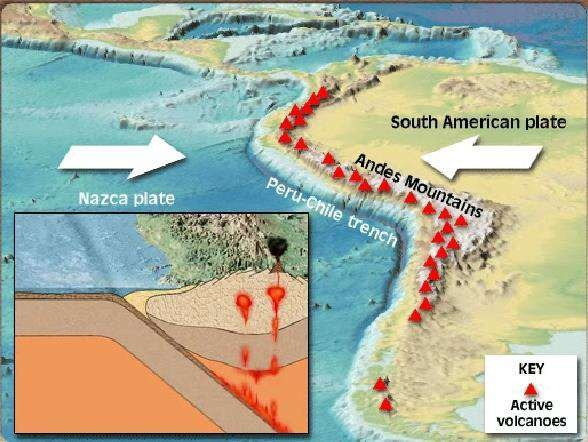 South American plate
Andes Mountains
Peru-Chile trench
Nazca plate
KEY
Active
volcanoes